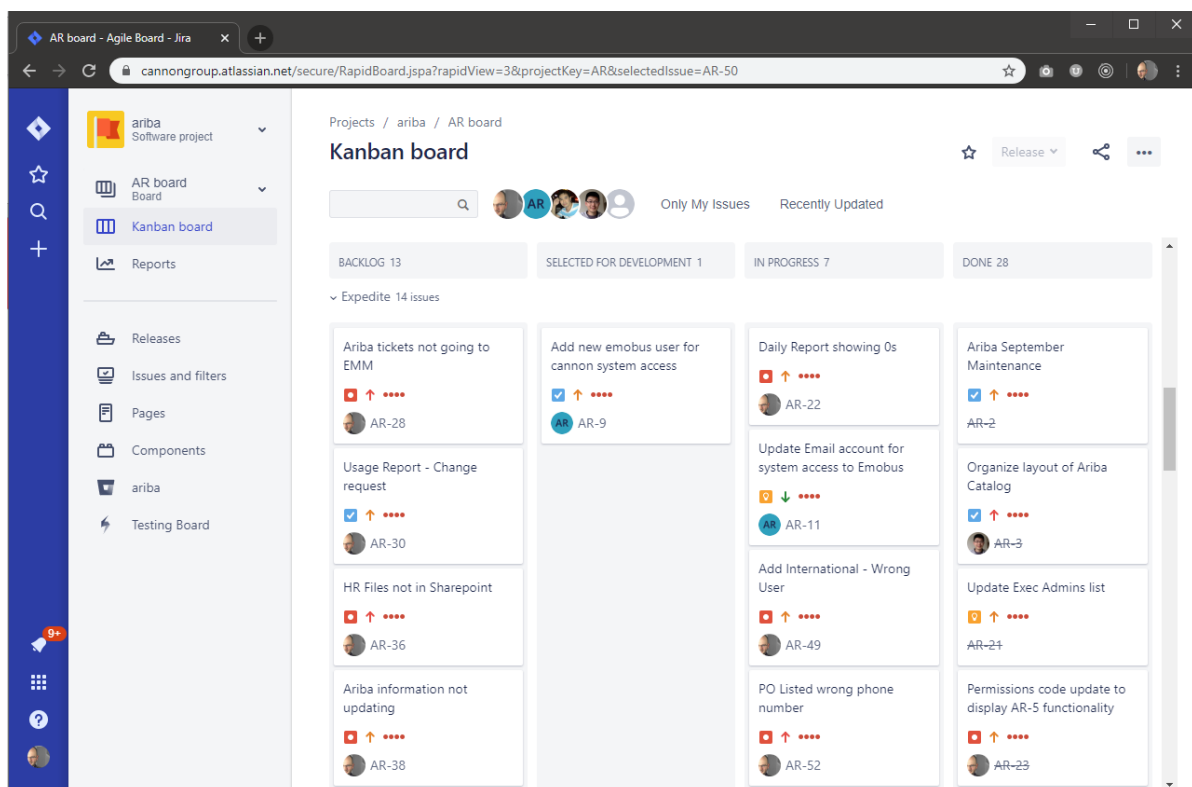 AR board - Agile Board - Jira
cannongroup.atlassian.net/secure/RapidBoard.jspa?rapidView=3&projectKey=AR&selectedIssue=AR-50
ariba
Software project
AR board
Board
Kanban board
Reports
Releases
Issues and filters
Pages
Components
ariba
Testing Board
9+
Projects / ariba / AR board
Kanban board
Release
AR
Only My Issues
Recently Updated
BACKLOG 13
SELECTED FOR DEVELOPMENT 1
IN PROGRESS 7
DONE 28
Expedite 14 issues
Ariba tickets not going to
EMM
AR-28
Usage Report - Change
request
AR-30
HR Files not in Sharepoint
AR-36
Ariba information not
updating
AR-38
Add new emobus user for
cannon system access
AR AR-9
Daily Report showing 0s
AR-22
Update Email account for
system access to Emobus
AR AR-11
Add International - Wrong
User
AR-49
PO Listed wrong phone
number
AR-52
Ariba September
Maintenance
AR-2
Organize layout of Ariba
Catalog
AR-3
Update Exec Admins list
AR-21
Permissions code update to
display AR-5 functionality
AR-23